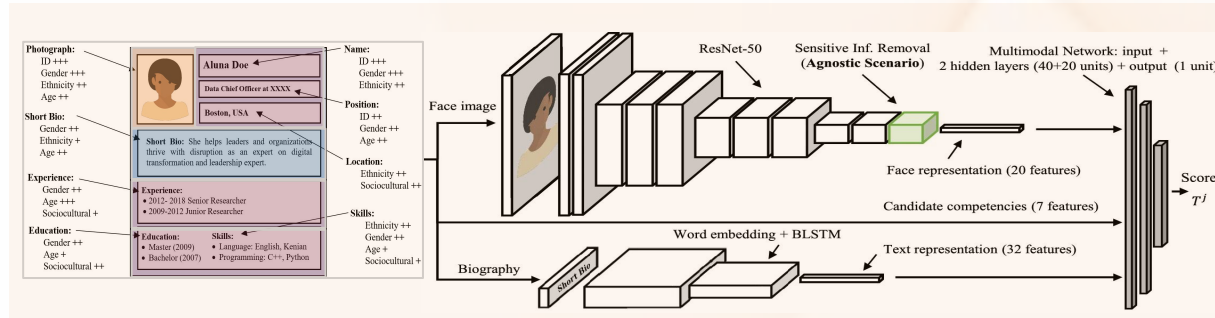 Photograph:
ID +++
Gender +++
Ethnicity ++
Age ++
Short Bio:
Gender ++
Ethnicity +
Age ++
Experience:
Gender ++
Age +++
Sociocultural +
Education:
Gender ++
Age +
Sociocultural ++
Aluna Doe
Data Chief Officer at XXXX
Boston, USA
Short Bio: She helps leaders and organizations
thrive with disruption as an expert on digital
transformation and leadership expert.
Experience:
• 2012- 2018 Senior Researcher
• 2009-2012 Junior Researcher
Education:
• Master (2009)
• Bachelor (2007)
Skills:
• Language: English, Kenian
• Programming: C++, Python
Name:
ID +++
Gender +++
Ethnicity ++
Position:
ID ++
Gender ++
Age ++
Location:
Ethnicity ++
Sociocultural ++
Skills:
Ethnicity ++
Gender ++
Age ++
Sociocultural +
Face image
ResNet-50
Sensitive Inf. Removal
(Agnostic Scenario)
Multimodal Network: input +
2 hidden layers (40+20 units) + output (1 unit)
Face representation (20 features)
Candidate competencies (7 features)
Score
T^j
Word embedding + BLSTM
Text representation (32 features)
Biography
Short Bio